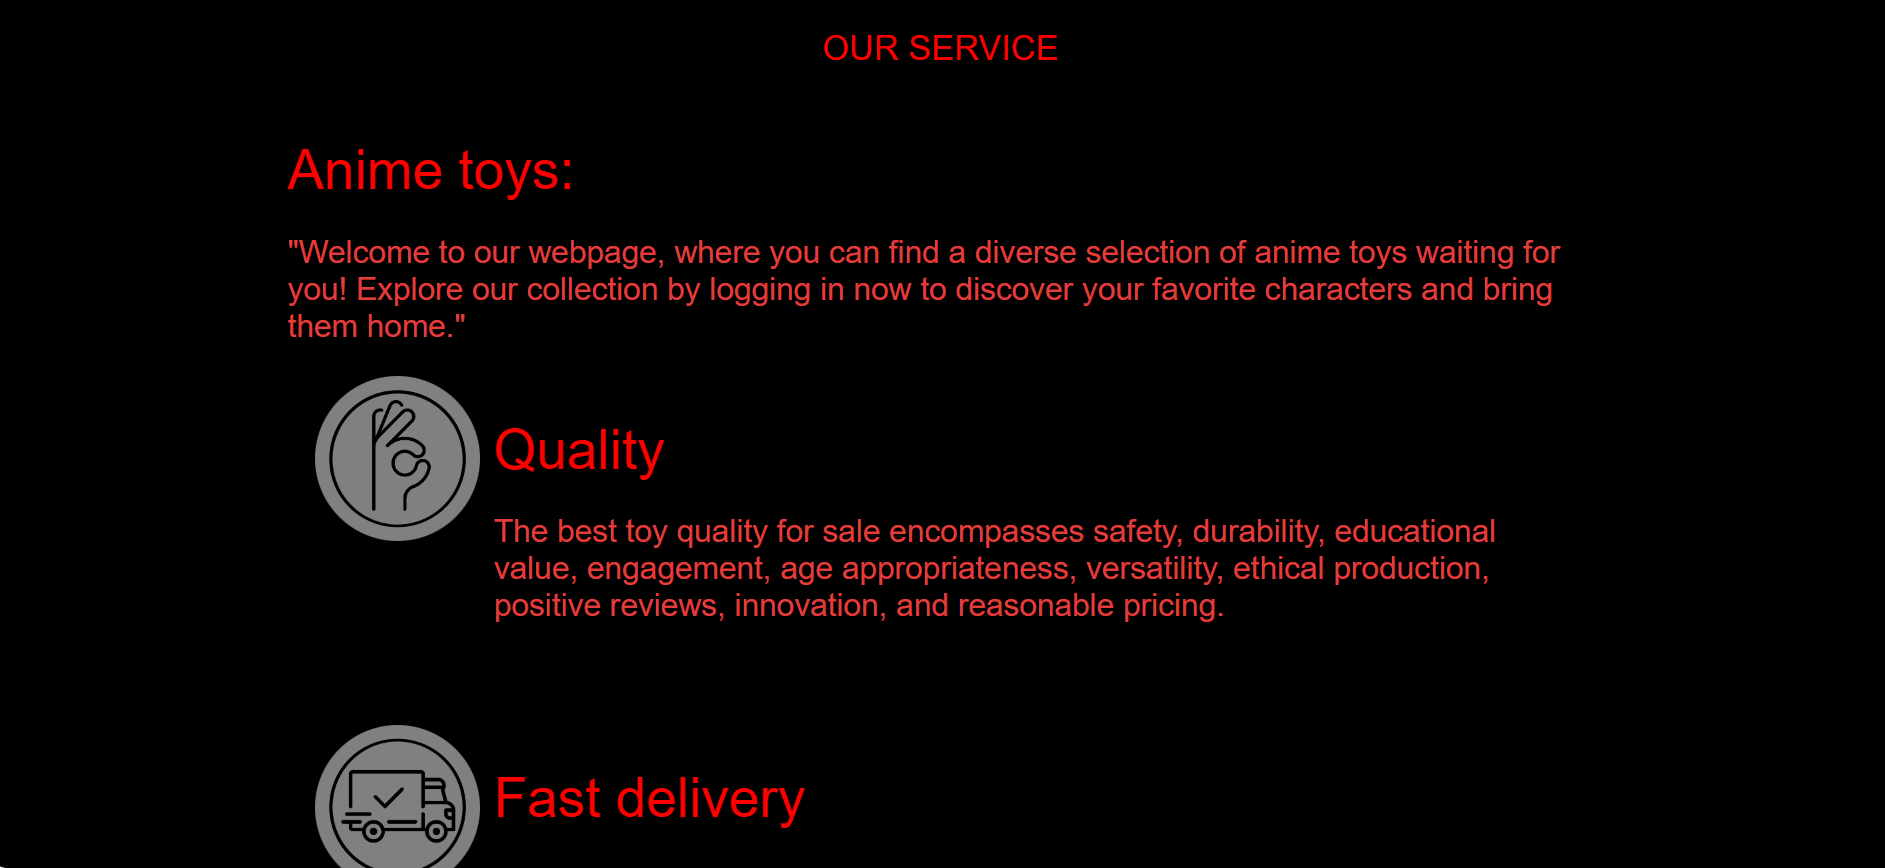 OUR SERVICE
Anime toys:
"Welcome to our webpage, where you can find a diverse selection of anime toys waiting for
you! Explore our collection by logging in now to discover your favorite characters and bring
them home."
Quality
The best toy quality for sale encompasses safety, durability, educational
value, engagement, age appropriateness, versatility, ethical production,
positive reviews, innovation, and reasonable pricing.
Fast delivery